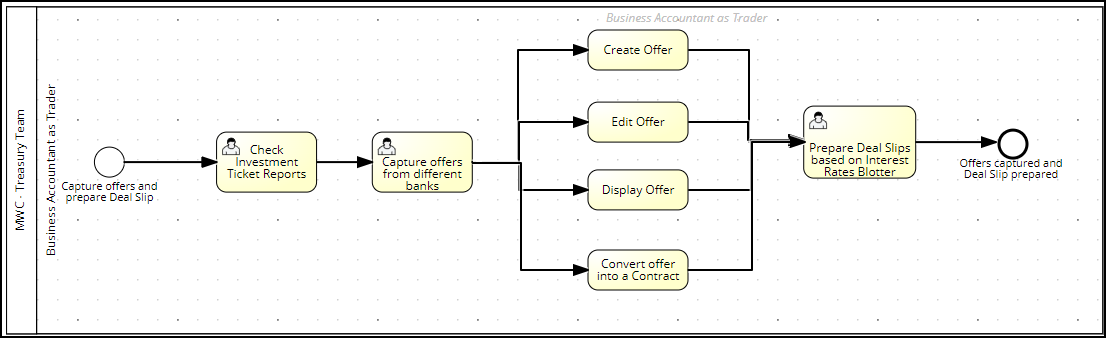 MWC - Treasury Team
Business Accountant as Trader
Business Accountant as Trader
Capture offers and
prepare Deal Slip
Check
Investment
Ticket Reports
Capture offers
from different
banks
Create Offer
Edit Offer
Display Offer
Convert offer
into a Contract
Prepare Deal Slips
based on Interest
Rates Blotter
Offers captured and
Deal Slip prepared